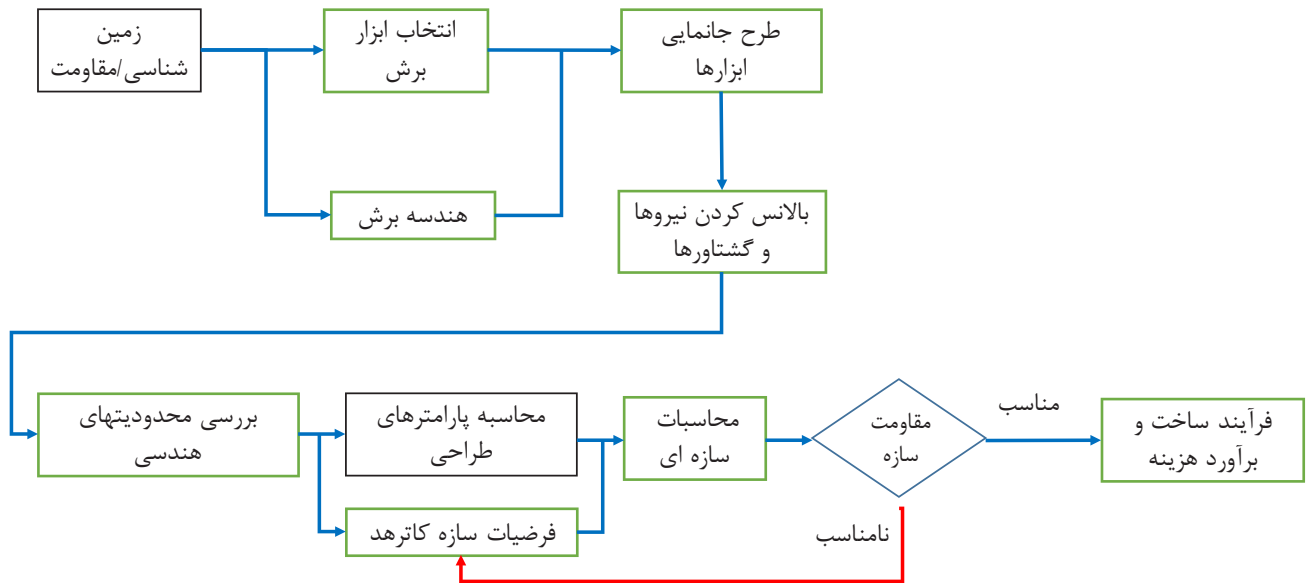 زمین
شناسی/مقاومت
انتخاب ابزار
برش
طرح جانمایی
ابزارها
هندسه برش
بالانس کردن نیروها
و گشتاورها
بررسی محدودیتهای
هندسی
محاسبه پارامترهای
طراحی
فرضیات سازه کاترهد
محاسبات
سازه ای
مقاومت
سازه
مناسب
نامناسب
فرآیند ساخت و
برآورد هزینه